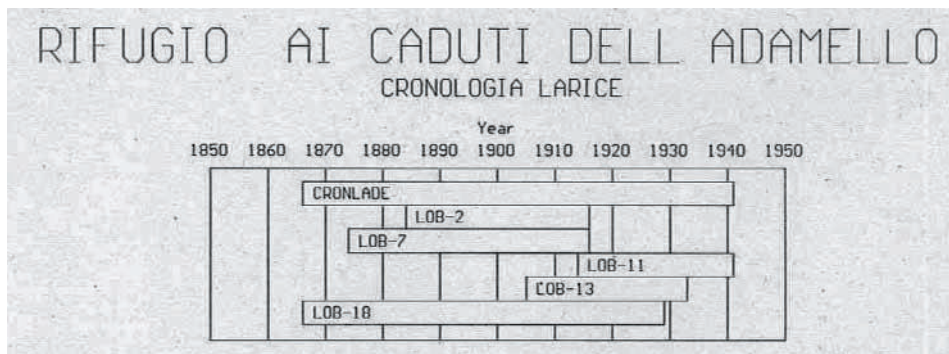 RIFUGIO AI CADUTI DELL ADAMELLO
CRONOLOGIA LARICE
Year
1850 1860 1870 1880 1890 1900 1910 1920 1930 1940 1950
CRONLADE
LOB-2
LOB-7
LOB-11
COB-13
LOB-18